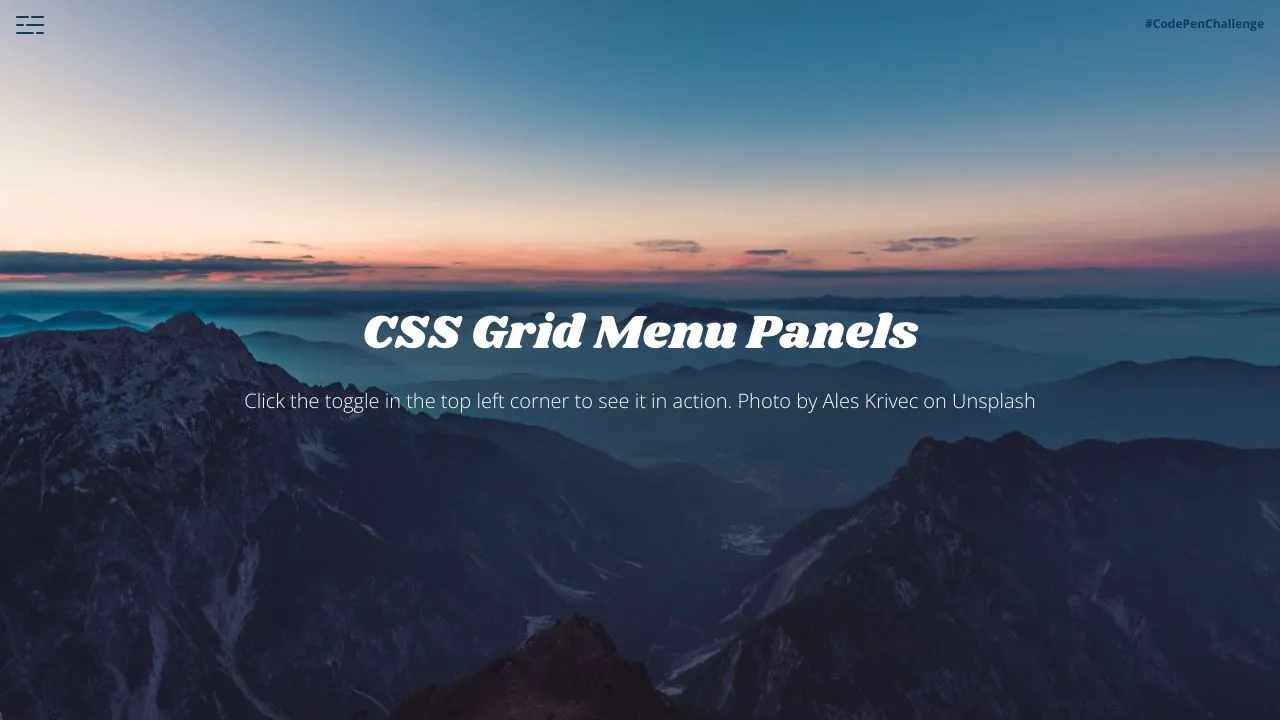 #CodePenChallenge
CSS Grid Menu Panels
Click the toggle in the top left corner to see it in action. Photo by Ales Krivec on Unsplash